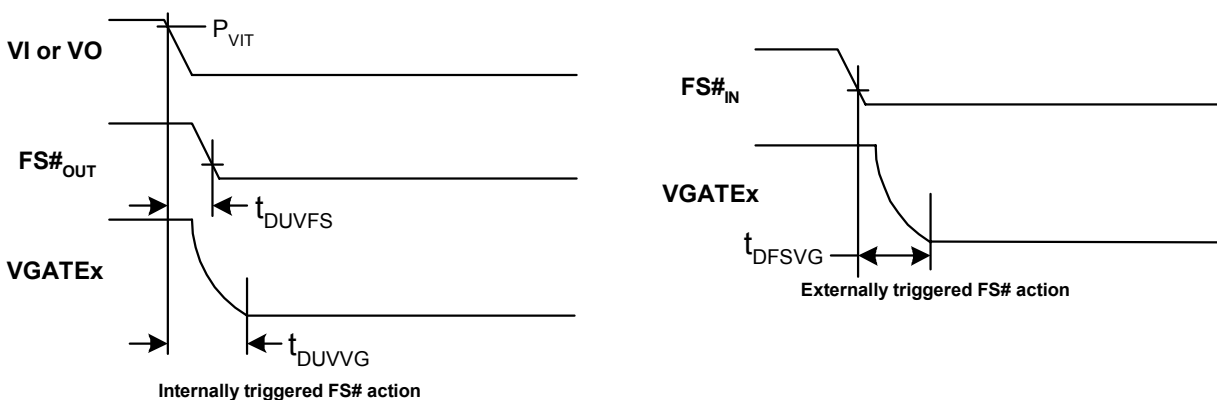 VI or VO
P_VIT
FS#_OUT
t_DUVFS
VGATEx
t_DUVVG
Internally triggered FS# action
FS#_IN
VGATEx
t_DFSVG
Externally triggered FS# action